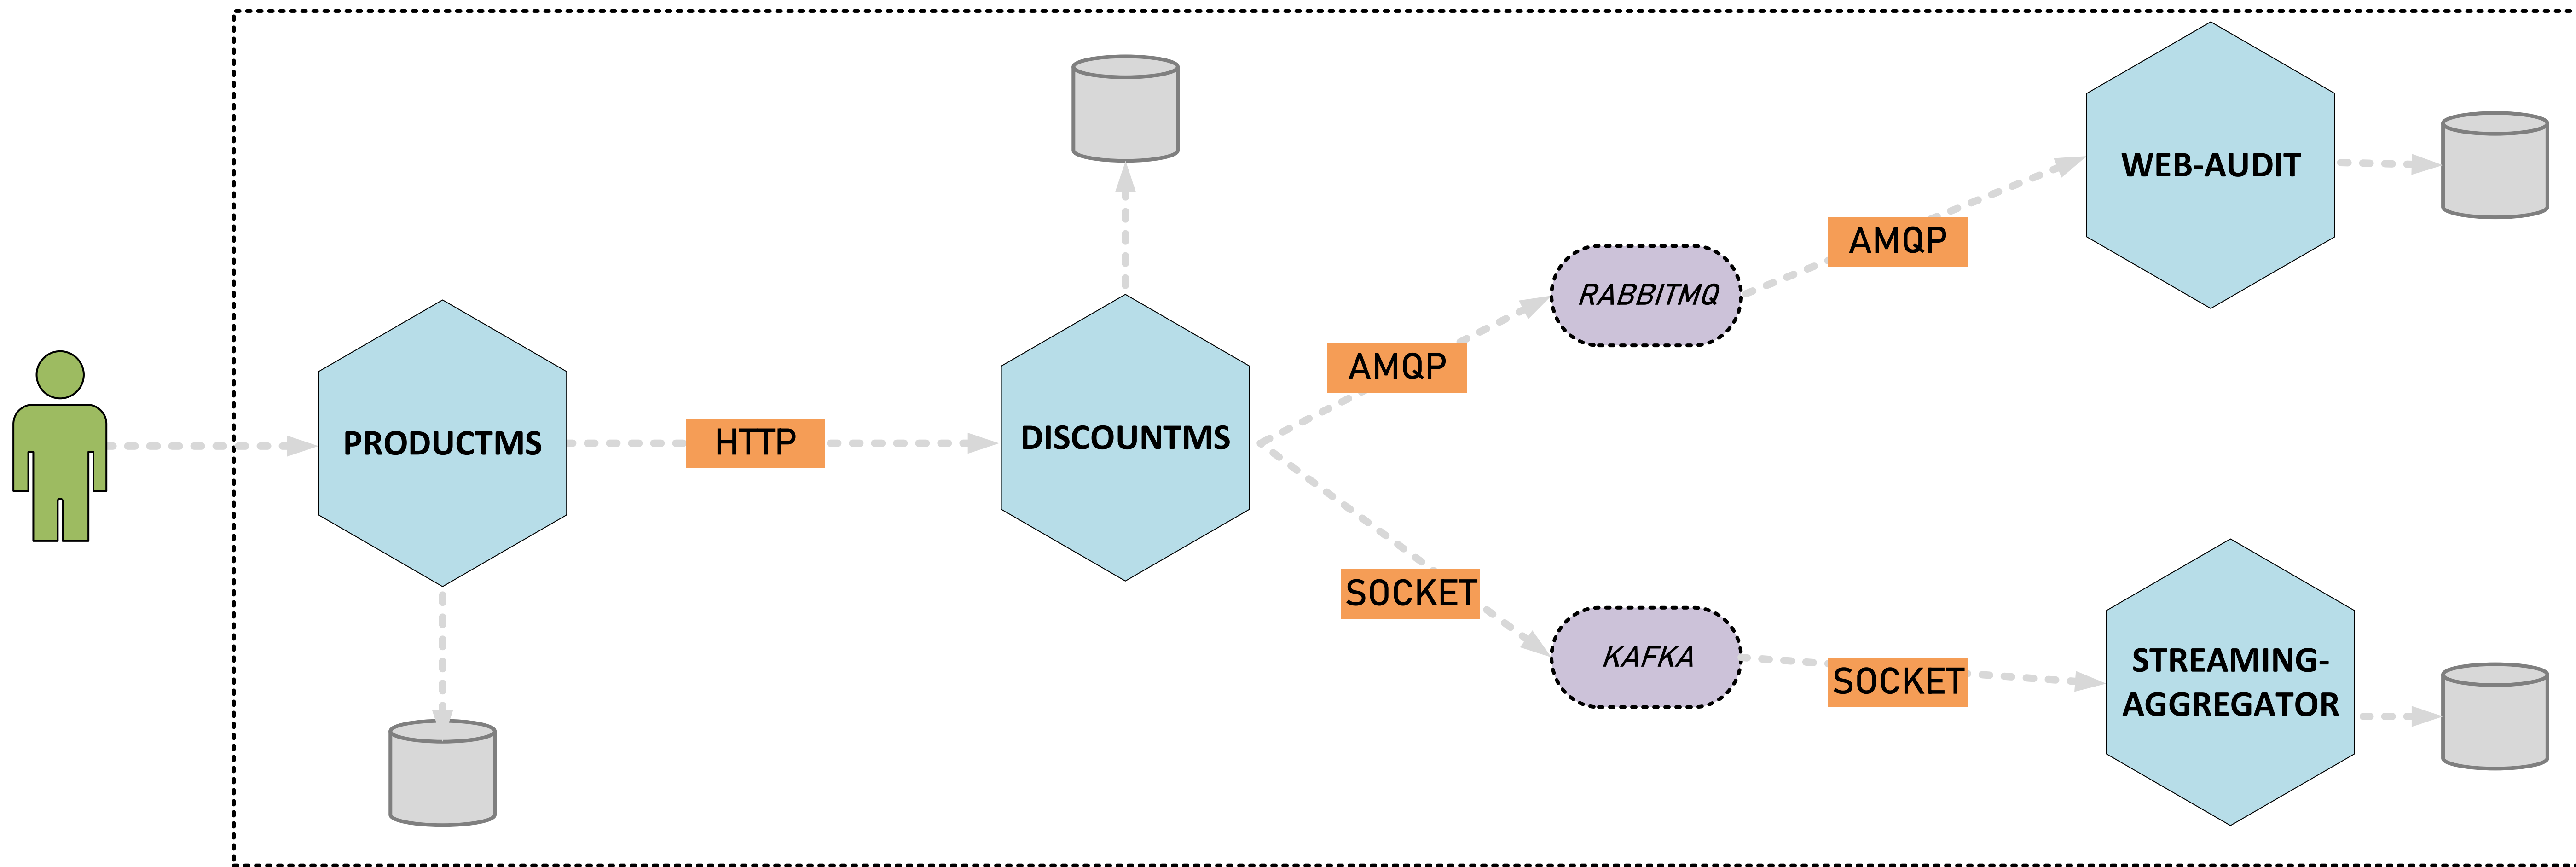 PRODUCTMS
HTTP
DISCOUNTMS
AMQP
RABBITMQ
AMQP
WEB-AUDIT
SOCKET
KAFKA
SOCKET
STREAMING-
AGGREGATOR